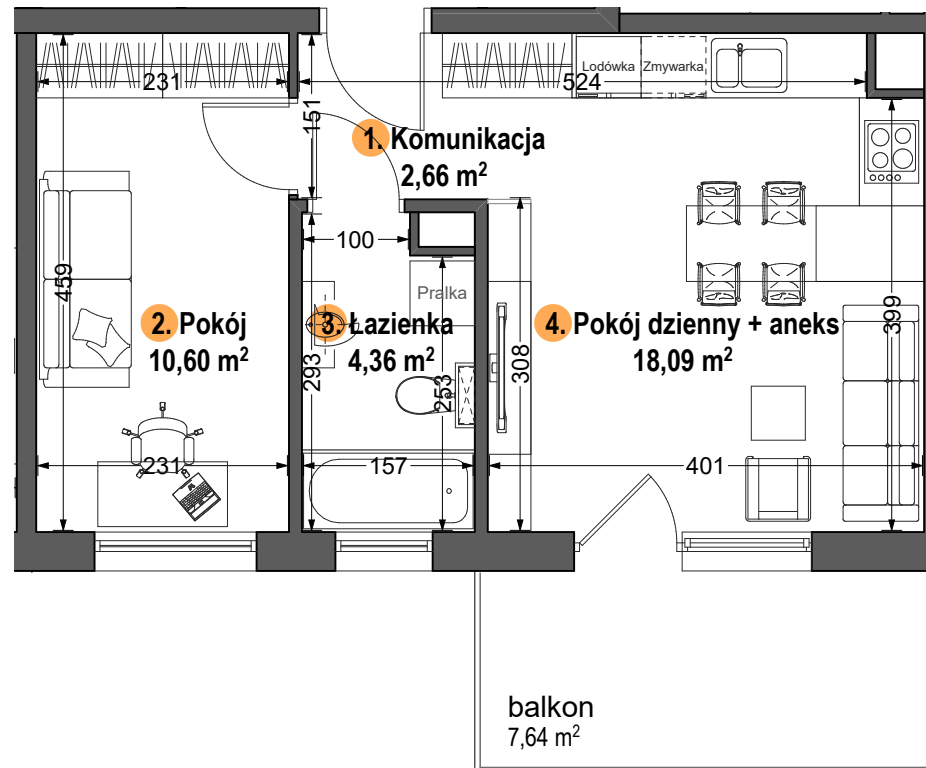 Lodówka
Zmywarka
231
524
151
1. Komunikacja
2,66 m²
100
459
Pralka
2. Pokój
10,60 m²
3. Łazienka
4,36 m²
4. Pokój dzienny + aneks
18,09 m²
399
293
253
308
231
157
401
balkon
7,64 m²